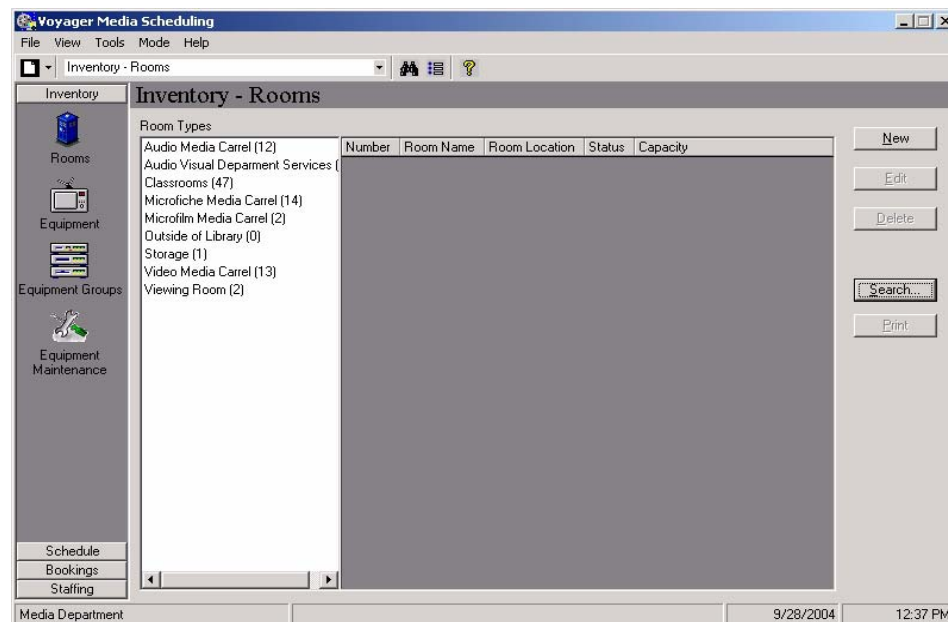 Voyager Media Scheduling
File View Tools Mode Help
Inventory - Rooms
Inventory
Inventory - Rooms
Rooms
Equipment
Equipment Groups
Equipment
Maintenance
Schedule
Bookings
Staffing
Room Types
Audio Media Carrel (12)
Audio Visual Deparment Services (
Classrooms (47)
Microfiche Media Carrel (14)
Microfilm Media Carrel (2)
Outside of Library (0)
Storage (1)
Video Media Carrel (13)
Viewing Room (2)
Number Room Name Room Location Status Capacity
New
Edit
Delete
Search...
Print
Media Department 9/28/2004 12:37 PM